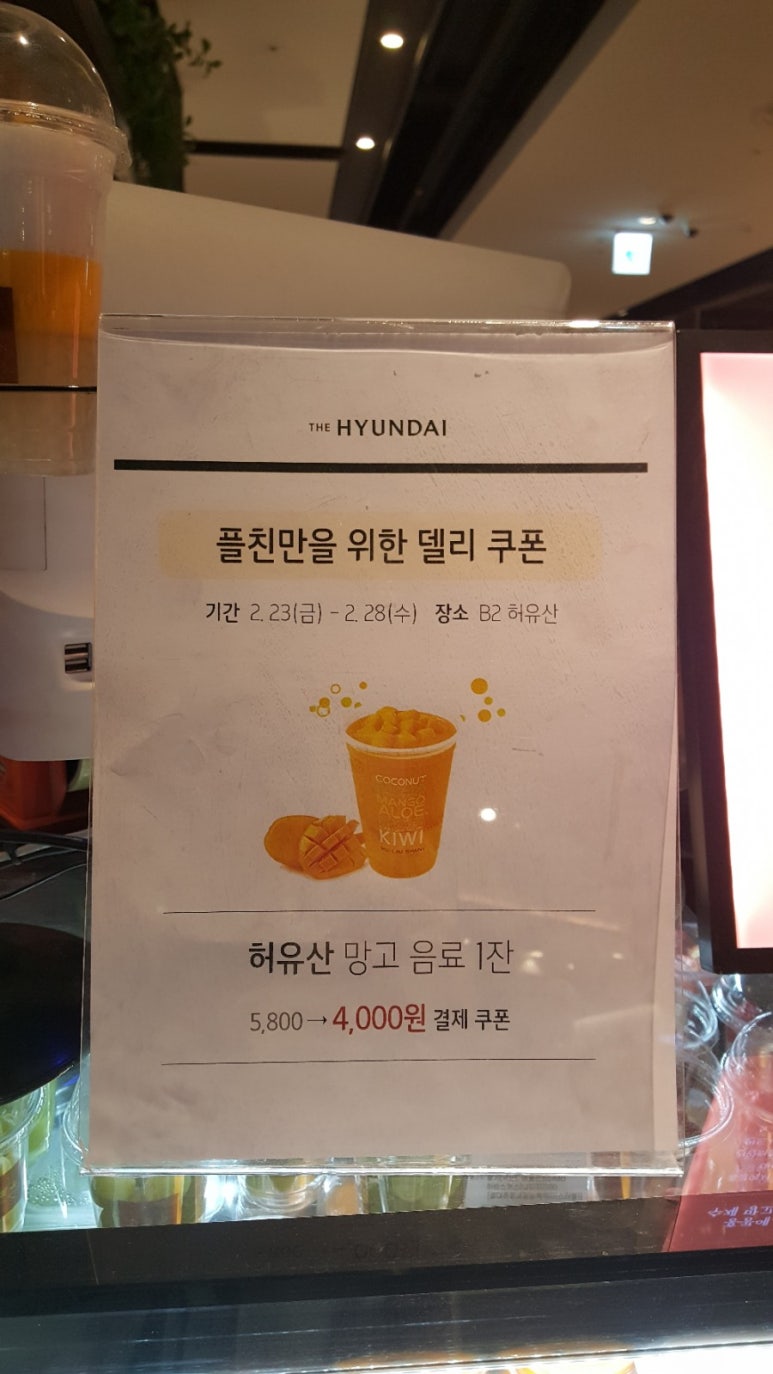 THE HYUNDAI
플친만을 위한 델리 쿠폰
기간 2. 23(금) - 2. 28(수) 장소 B2 허유산
COCONUT
MANGO
ALOE
KIWI
허유산 망고 음료 1잔
5,800→4,000원 결제 쿠폰